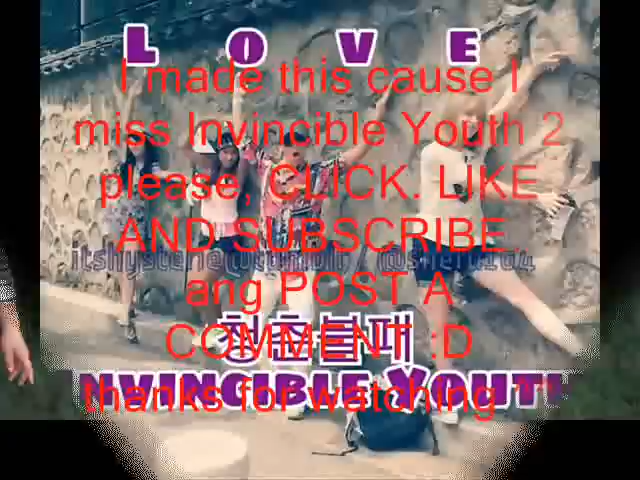 Love
I made this cause I
miss Invincible Youth 2
please, CLICK. LIKE
AND SUBSCRIBE
ang POST A
청춘불패
COMMENT :D
Invincible Youth
thanks for watching ^^